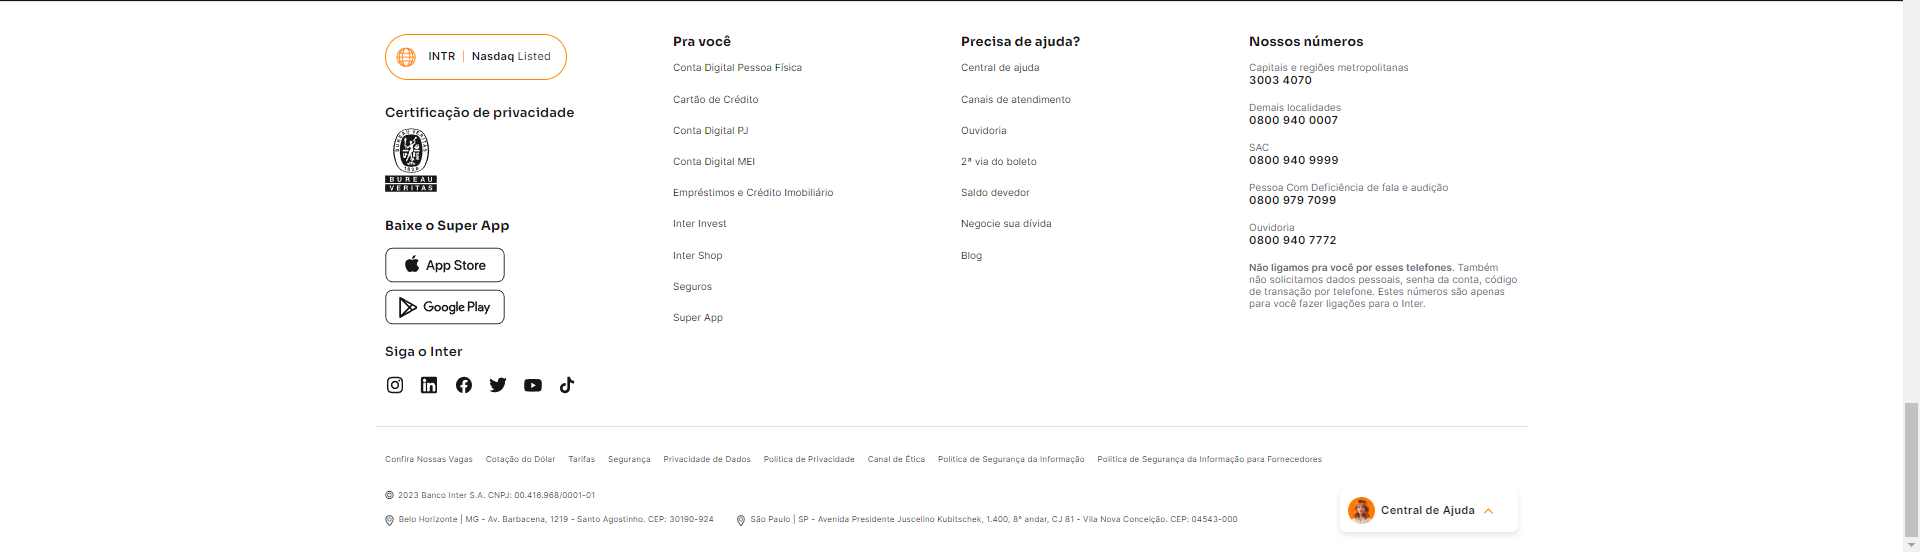 INTR | Nasdaq Listed
Certificação de privacidade
BUREAU VERITAS
1828
BUREAU
VERITAS
Baixe o Super App
App Store
Google Play
Siga o Inter
Pra você
Conta Digital Pessoa Física
Cartão de Crédito
Conta Digital PJ
Conta Digital MEI
Empréstimos e Crédito Imobiliário
Inter Invest
Inter Shop
Seguros
Super App
Precisa de ajuda?
Central de ajuda
Canais de atendimento
Ouvidoria
2ª via do boleto
Saldo devedor
Negocie sua dívida
Blog
Nossos números
Capitais e regiões metropolitanas
3003 4070
Demais localidades
0800 940 0007
SAC
0800 940 9999
Pessoa Com Deficiência de fala e audição
0800 979 7099
Ouvidoria
0800 940 7772
Não ligamos pra você por esses telefones. Também
não solicitamos dados pessoais, senha da conta, código
de transação por telefone. Estes números são apenas
para você fazer ligações para o Inter.
Confira Nossas Vagas Cotação do Dólar Tarifas Segurança Privacidade de Dados Política de Privacidade Canal de Ética Política de Segurança da Informação Política de Segurança da Informação para Fornecedores
© 2023 Banco Inter S.A. CNPJ: 00.416.968/0001-01
Belo Horizonte | MG - Av. Barbacena, 1219 - Santo Agostinho. CEP: 30190-924 São Paulo | SP - Avenida Presidente Juscelino Kubitschek, 1.400, 8º andar, CJ 81 - Vila Nova Conceição. CEP: 04543-000
Central de Ajuda